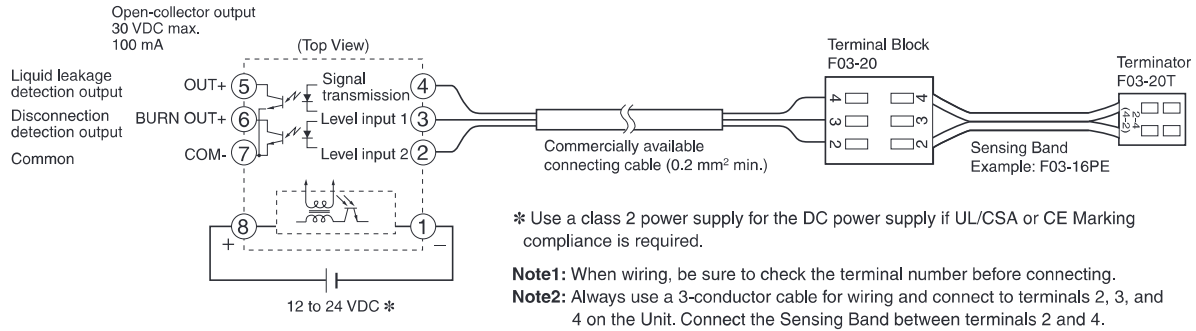 Open-collector output
30 VDC max.
100 mA
(Top View)
Liquid leakage
detection output
OUT+ 5
Signal
transmission
4
Disconnection
detection output
BURN OUT+ 6
Level input 1 3
Common
COM- 7
Level input 2 2
8
1
+
−
12 to 24 VDC ✽
Commercially available
connecting cable (0.2 mm² min.)
Terminal Block
F03-20
4 4
3 3
2 2
Sensing Band
Example: F03-16PE
Terminator
F03-20T
2-4
(4-2)
✽ Use a class 2 power supply for the DC power supply if UL/CSA or CE Marking
compliance is required.
Note1: When wiring, be sure to check the terminal number before connecting.
Note2: Always use a 3-conductor cable for wiring and connect to terminals 2, 3, and
4 on the Unit. Connect the Sensing Band between terminals 2 and 4.